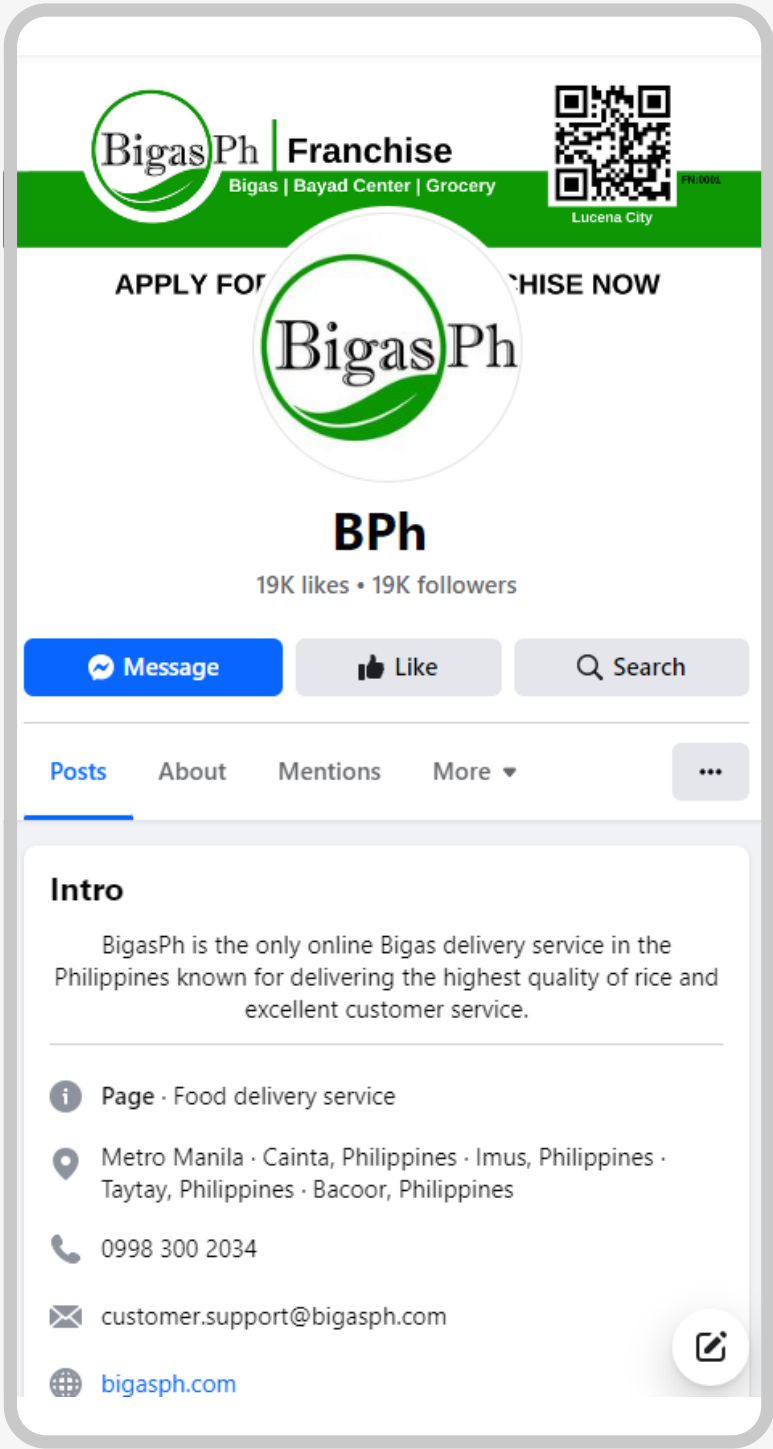 BigasPh
Franchise
Bigas | Bayad Center | Grocery
FN:0001
Lucena City
APPLY FOR
CHISE NOW
BigasPh
BPh
19K likes • 19K followers
Message
Like
Search
Posts
About
Mentions
More
Intro
BigasPh is the only online Bigas delivery service in the
Philippines known for delivering the highest quality of rice and
excellent customer service.
Page · Food delivery service
Metro Manila · Cainta, Philippines · Imus, Philippines ·
Taytay, Philippines · Bacoor, Philippines
0998 300 2034
customer.support@bigasph.com
bigasph.com